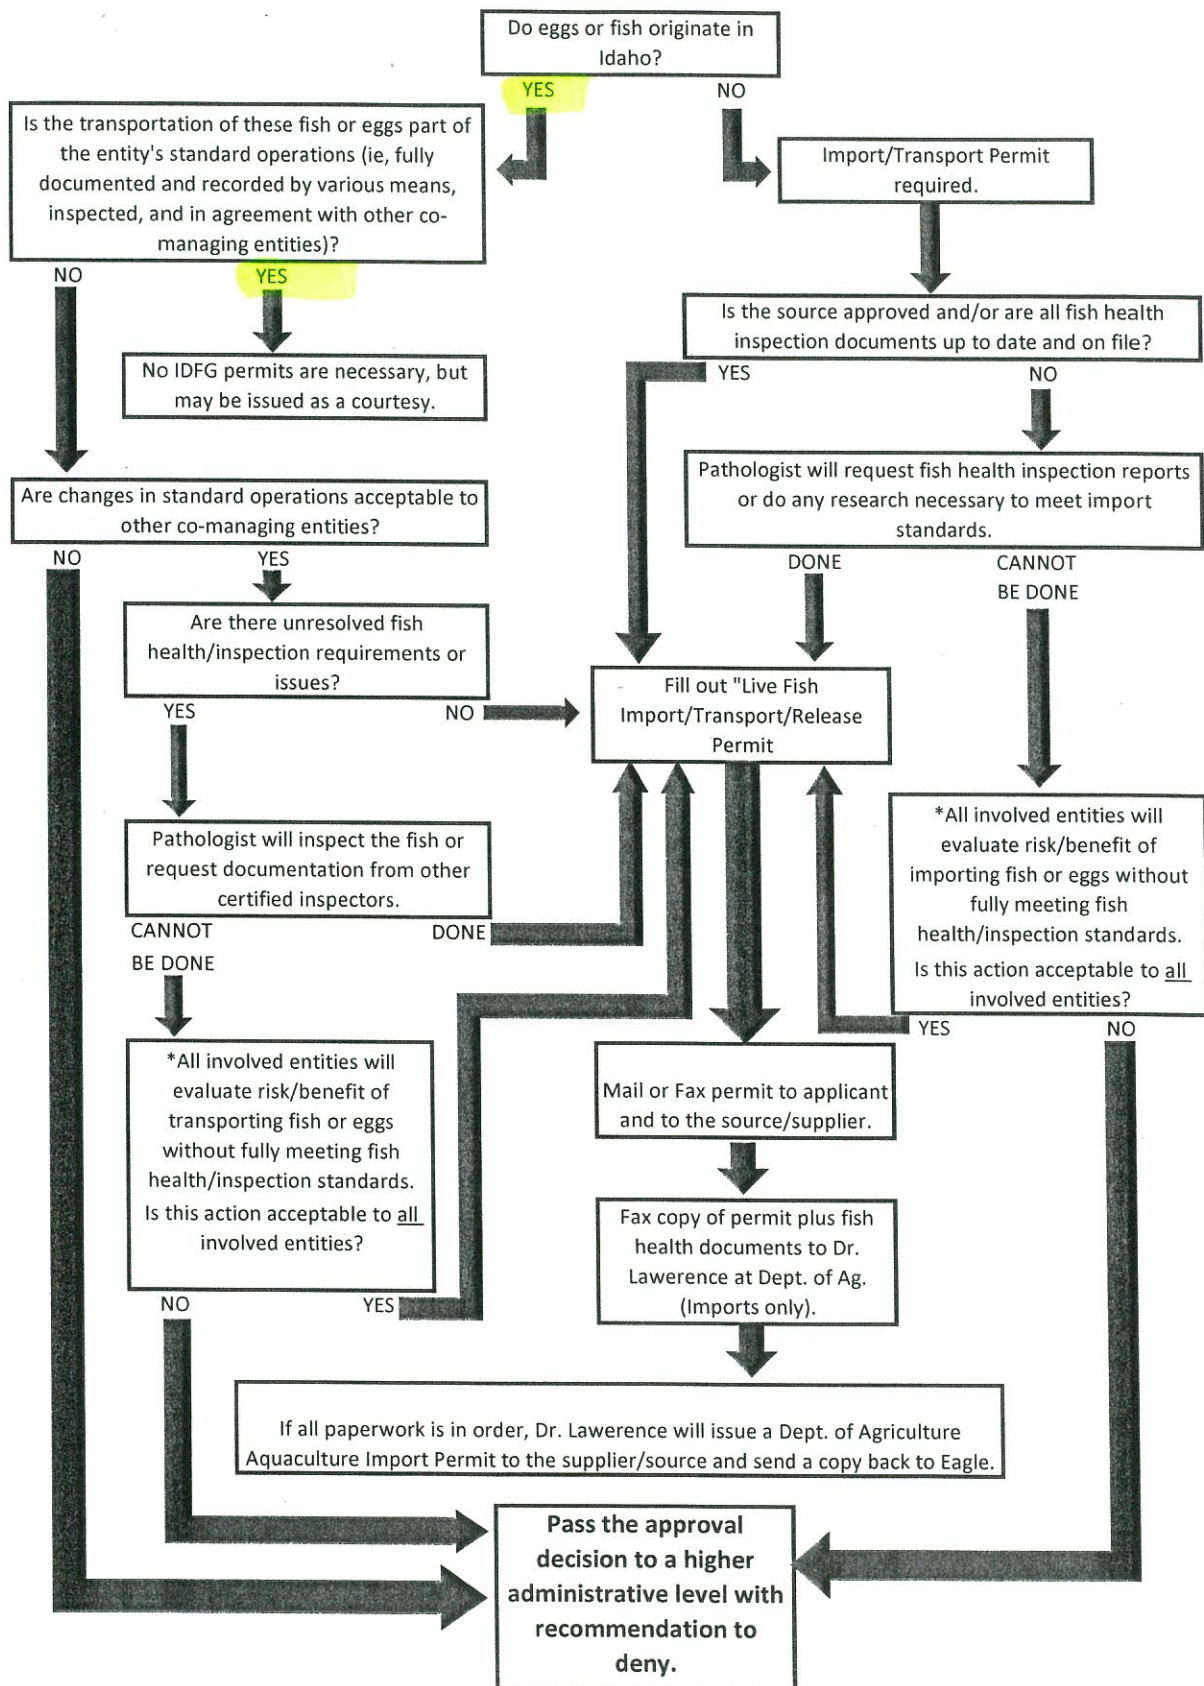 Do eggs or fish originate in
Idaho?
YES
NO
Is the transportation of these fish or eggs part of
the entity's standard operations (ie, fully
documented and recorded by various means,
inspected, and in agreement with other co-
managing entities)?
NO
YES
Import/Transport Permit
required.
No IDFG permits are necessary, but
may be issued as a courtesy.
Is the source approved and/or are all fish health
inspection documents up to date and on file?
YES
NO
Are changes in standard operations acceptable to
other co-managing entities?
NO
YES
Pathologist will request fish health inspection reports
or do any research necessary to meet import
standards.
DONE
CANNOT
BE DONE
Are there unresolved fish
health/inspection requirements or
issues?
YES
NO
Fill out "Live Fish
Import/Transport/Release
Permit
Pathologist will inspect the fish or
request documentation from other
certified inspectors.
CANNOT
BE DONE
DONE
*All involved entities will
evaluate risk/benefit of
importing fish or eggs without
fully meeting fish
health/inspection standards.
Is this action acceptable to all
involved entities?
YES
NO
*All involved entities will
evaluate risk/benefit of
transporting fish or eggs
without fully meeting fish
health/inspection standards.
Is this action acceptable to all
involved entities?
NO
YES
Mail or Fax permit to applicant
and to the source/supplier.
Fax copy of permit plus fish
health documents to Dr.
Lawerence at Dept. of Ag.
(Imports only).
If all paperwork is in order, Dr. Lawerence will issue a Dept. of Agriculture
Aquaculture Import Permit to the supplier/source and send a copy back to Eagle.
Pass the approval
decision to a higher
administrative level with
recommendation to
deny.